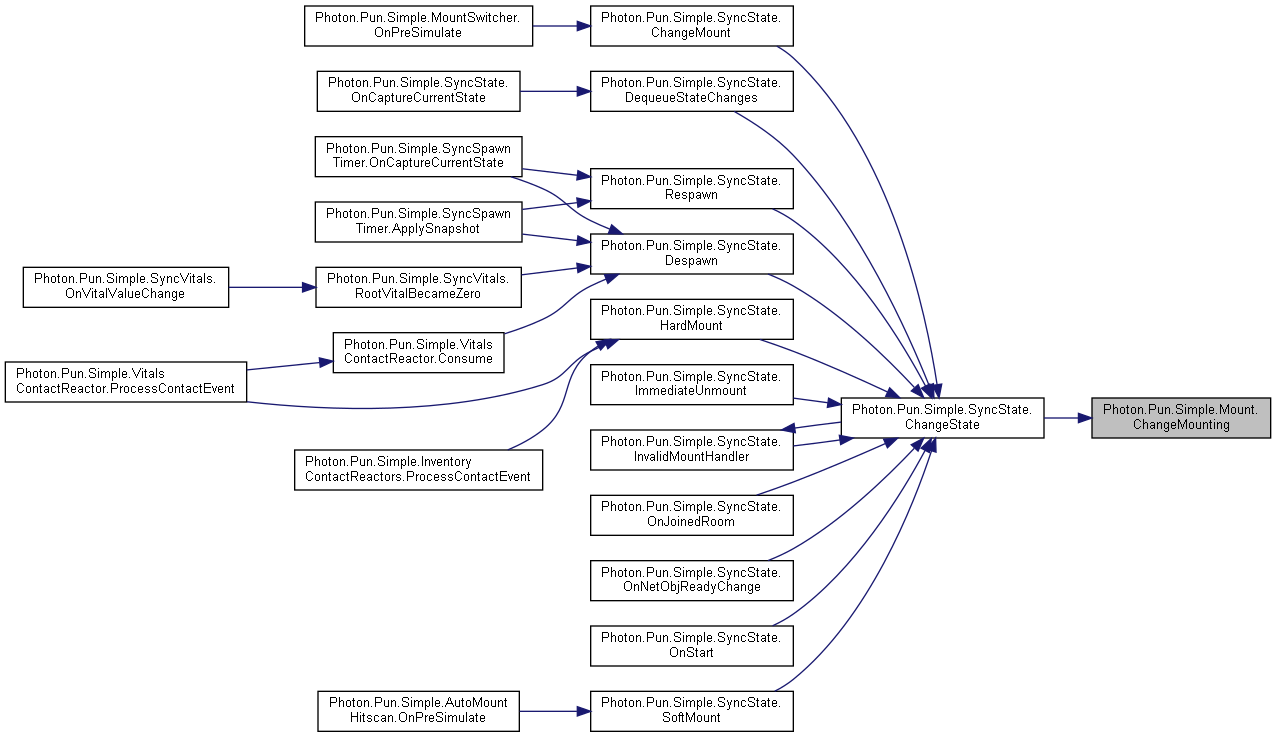 Photon.Pun.Simple.MountSwitcher.
OnPreSimulate
Photon.Pun.Simple.SyncState.
ChangeMount
Photon.Pun.Simple.SyncState.
OnCaptureCurrentState
Photon.Pun.Simple.SyncState.
DequeueStateChanges
Photon.Pun.Simple.SyncSpawn
Timer.OnCaptureCurrentState
Photon.Pun.Simple.SyncState.
Respawn
Photon.Pun.Simple.SyncSpawn
Timer.ApplySnapshot
Photon.Pun.Simple.SyncState.
Despawn
Photon.Pun.Simple.SyncVitals.
OnVitalValueChange
Photon.Pun.Simple.SyncVitals.
RootVitalBecameZero
Photon.Pun.Simple.SyncState.
HardMount
Photon.Pun.Simple.Vitals
ContactReactor.Consume
Photon.Pun.Simple.Vitals
ContactReactor.ProcessContactEvent
Photon.Pun.Simple.SyncState.
ImmediateUnmount
Photon.Pun.Simple.SyncState.
ChangeState
Photon.Pun.Simple.Mount.
ChangeMounting
Photon.Pun.Simple.SyncState.
InvalidMountHandler
Photon.Pun.Simple.Inventory
ContactReactors.ProcessContactEvent
Photon.Pun.Simple.SyncState.
OnJoinedRoom
Photon.Pun.Simple.SyncState.
OnNetObjReadyChange
Photon.Pun.Simple.SyncState.
OnStart
Photon.Pun.Simple.AutoMount
Hitscan.OnPreSimulate
Photon.Pun.Simple.SyncState.
SoftMount